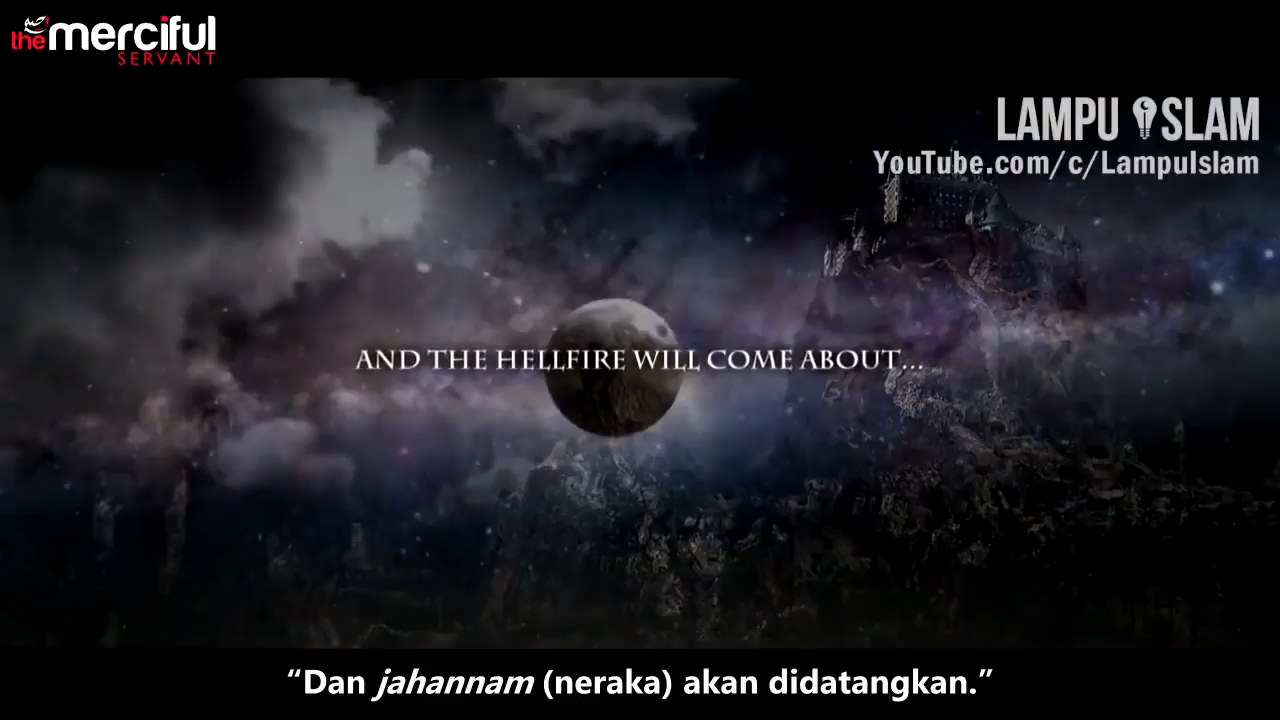 the merciful
SERVANT
LAMPU ISLAM
YouTube.com/c/LampuIslam
AND THE HELLFIRE WILL COME ABOUT...
“Dan jahannam (neraka) akan didatangkan.”